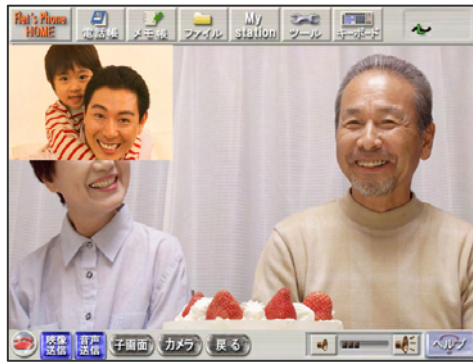 Flet's Phone
HOME
電話帳
メモ帳
ファイル
My
station
ツール
キーボード
映像
送信
音声
送信
子画面
カメラ
戻る
ヘルプ